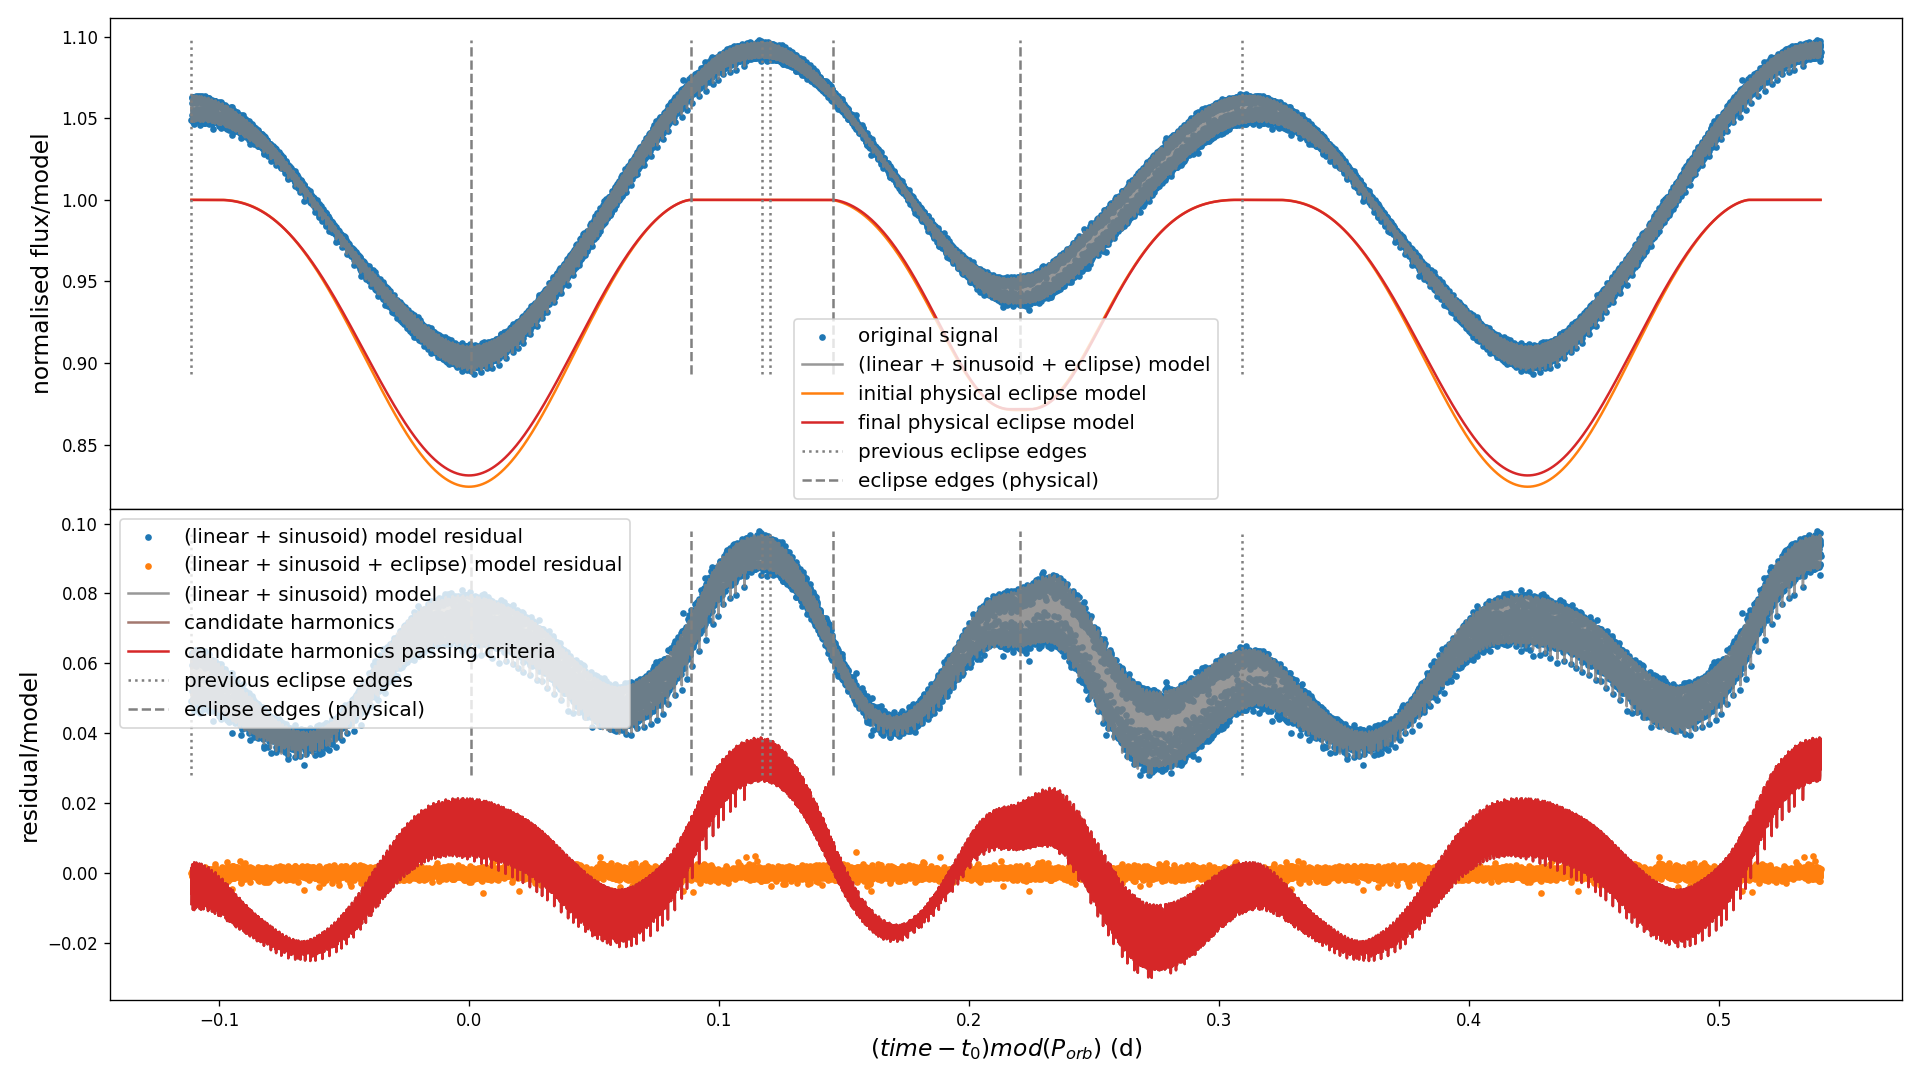 normalised flux/model
1.10
1.05
1.00
0.95
0.90
0.85
original signal
(linear + sinusoid + eclipse) model
initial physical eclipse model
final physical eclipse model
previous eclipse edges
eclipse edges (physical)
residual/model
0.10
0.08
0.06
0.04
0.02
0.00
−0.02
(linear + sinusoid) model residual
(linear + sinusoid + eclipse) model residual
(linear + sinusoid) model
candidate harmonics
candidate harmonics passing criteria
previous eclipse edges
eclipse edges (physical)
−0.1 0.0 0.1 0.2 0.3 0.4 0.5
$(time − t_0)mod(P_{orb})$ (d)